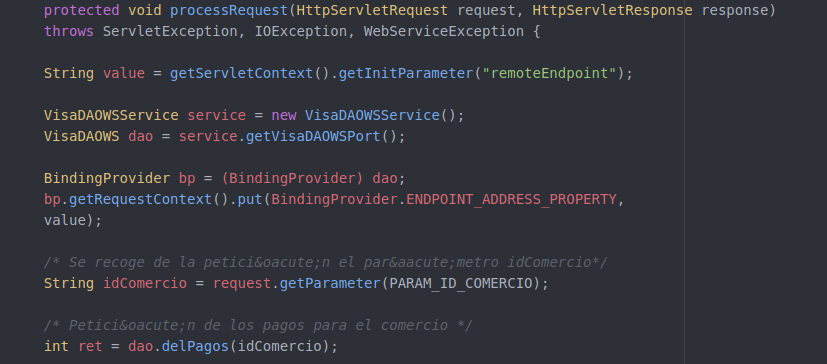 protected void processRequest(HttpServletRequest request, HttpServletResponse response)
throws ServletException, IOException, WebServiceException {
String value = getServletContext().getInitParameter("remoteEndpoint");
VisaDAOWSService service = new VisaDAOWSService();
VisaDAOWS dao = service.getVisaDAOWSPort();
BindingProvider bp = (BindingProvider) dao;
bp.getRequestContext().put(BindingProvider.ENDPOINT_ADDRESS_PROPERTY,
value);
/* Se recoge de la petici&oacute;n el par&aacute;metro idComercio*/
String idComercio = request.getParameter(PARAM_ID_COMERCIO);
/* Petici&oacute;n de los pagos para el comercio */
int ret = dao.delPagos(idComercio);